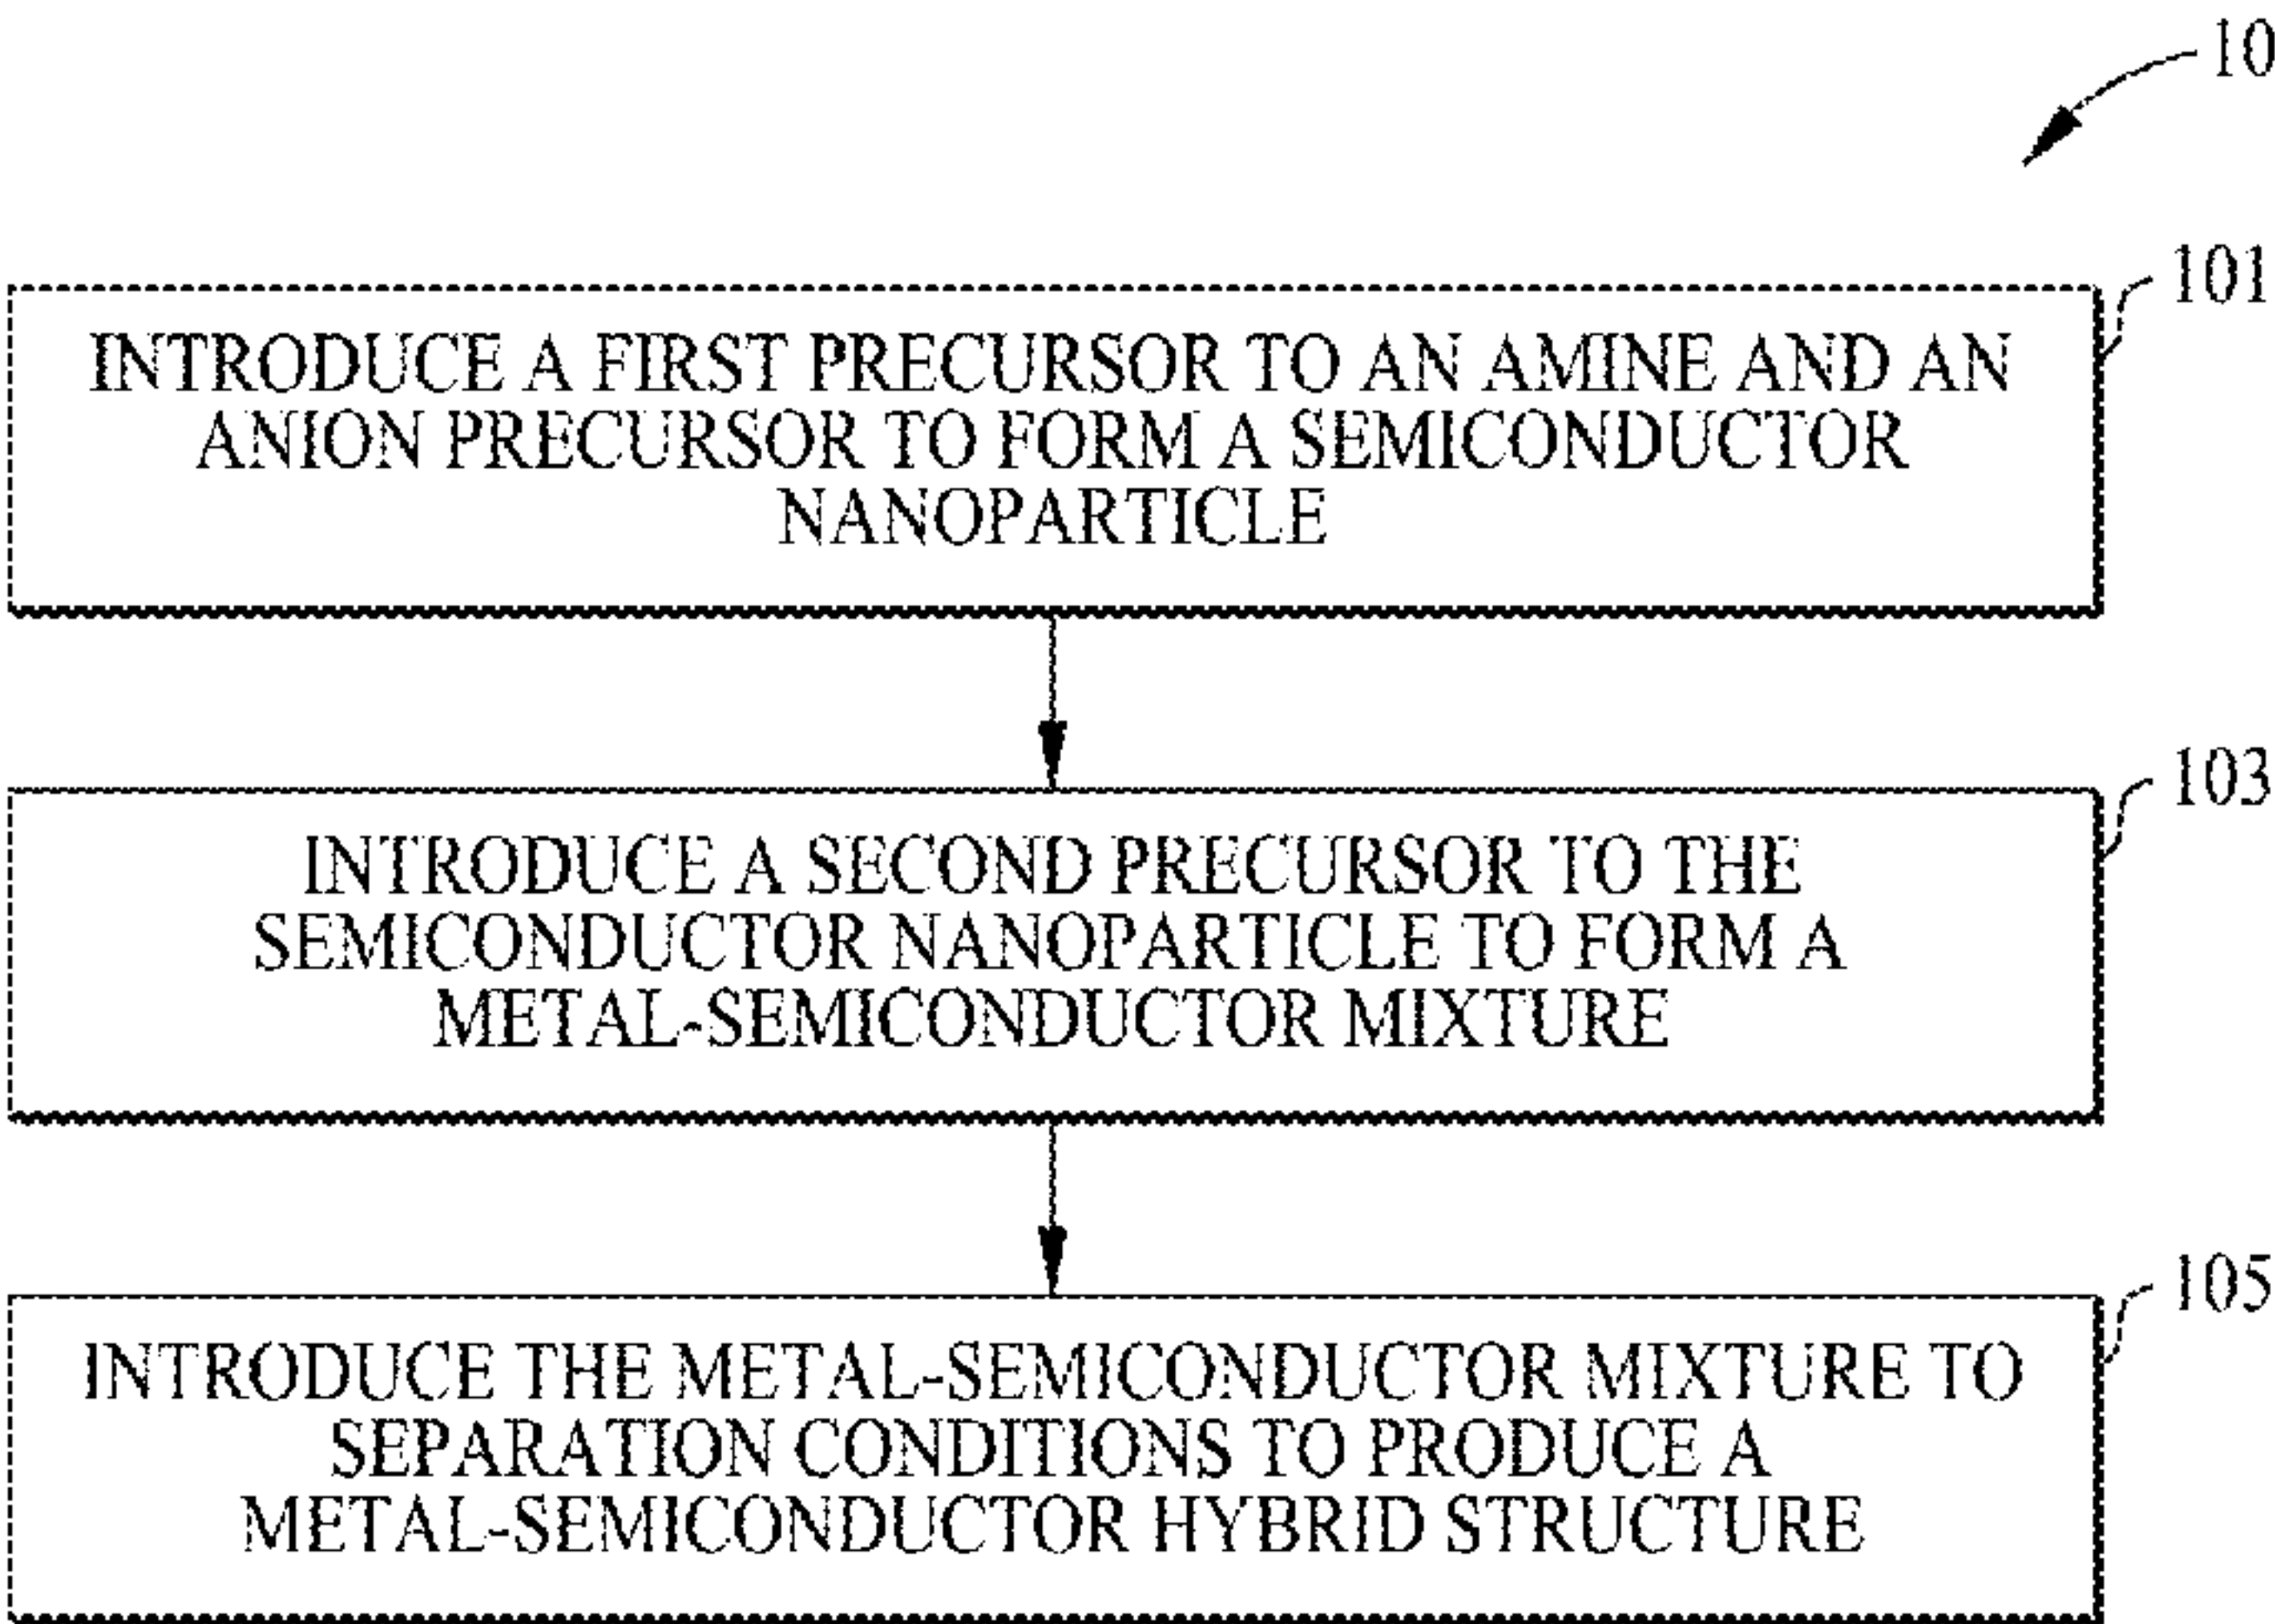 10
101
INTRODUCE A FIRST PRECURSOR TO AN AMINE AND AN
ANION PRECURSOR TO FORM A SEMICONDUCTOR
NANOPARTICLE
103
INTRODUCE A SECOND PRECURSOR TO THE
SEMICONDUCTOR NANOPARTICLE TO FORM A
METAL-SEMICONDUCTOR MIXTURE
105
INTRODUCE THE METAL-SEMICONDUCTOR MIXTURE TO
SEPARATION CONDITIONS TO PRODUCE A
METAL-SEMICONDUCTOR HYBRID STRUCTURE